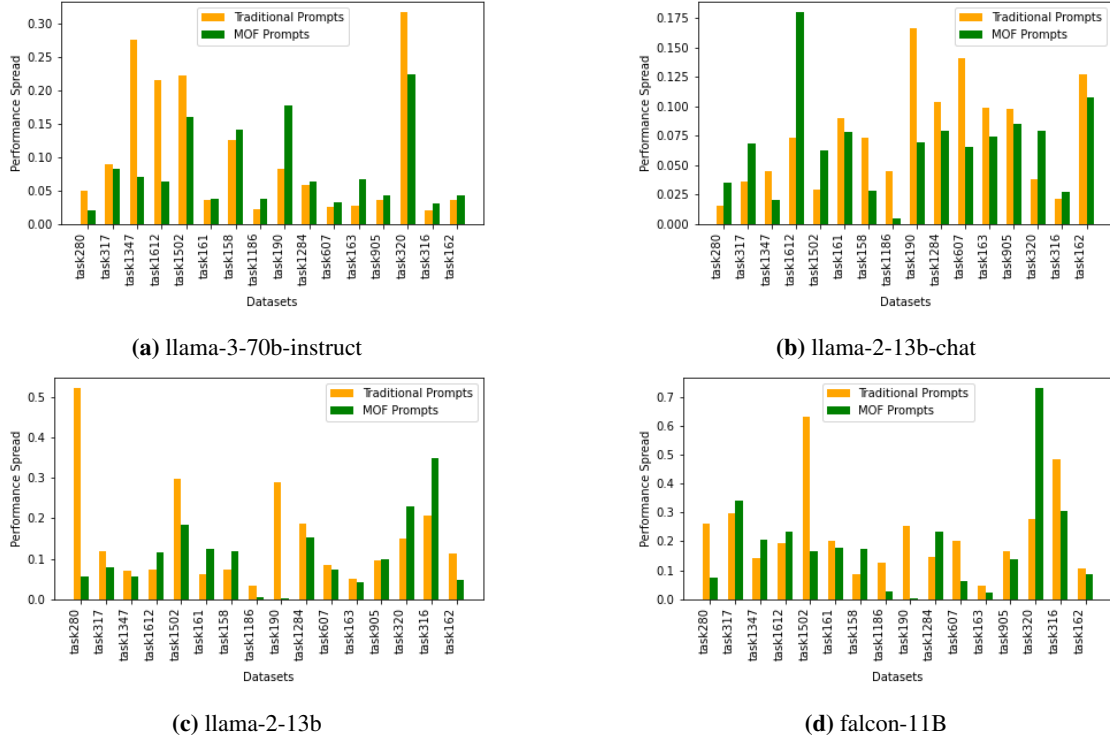 Traditional Prompts
MOF Prompts
Performance Spread
0.30
0.25
0.20
0.15
0.10
0.05
0.00
task280
task317
task1347
task1612
task1502
task161
task158
task1186
task190
task1284
task607
task163
task905
task320
task316
task162
Datasets
(a) llama-3-70b-instruct
Traditional Prompts
MOF Prompts
Performance Spread
0.175
0.150
0.125
0.100
0.075
0.050
0.025
0.000
task280
task317
task1347
task1612
task1502
task161
task158
task1186
task190
task1284
task607
task163
task905
task320
task316
task162
Datasets
(b) llama-2-13b-chat
Traditional Prompts
MOF Prompts
Performance Spread
0.5
0.4
0.3
0.2
0.1
0.0
task280
task317
task1347
task1612
task1502
task161
task158
task1186
task190
task1284
task607
task163
task905
task320
task316
task162
Datasets
(c) llama-2-13b
Traditional Prompts
MOF Prompts
Performance Spread
0.7
0.6
0.5
0.4
0.3
0.2
0.1
0.0
task280
task317
task1347
task1612
task1502
task161
task158
task1186
task190
task1284
task607
task163
task905
task320
task316
task162
Datasets
(d) falcon-11B